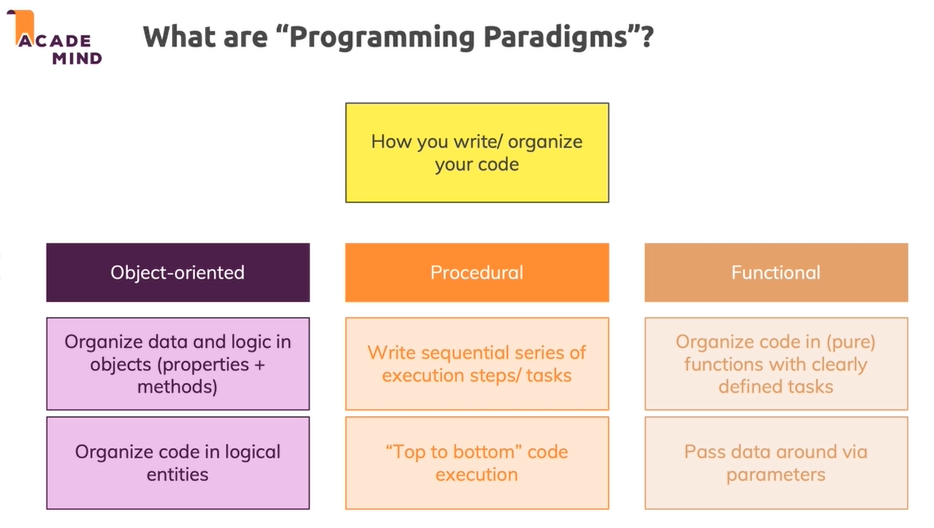 ACADE
MIND
What are “Programming Paradigms”?
How you write/ organize
your code
Object-oriented
Organize data and logic in
objects (properties +
methods)
Organize code in logical
entities
Procedural
Write sequential series of
execution steps/ tasks
“Top to bottom” code
execution
Functional
Organize code in (pure)
functions with clearly
defined tasks
Pass data around via
parameters